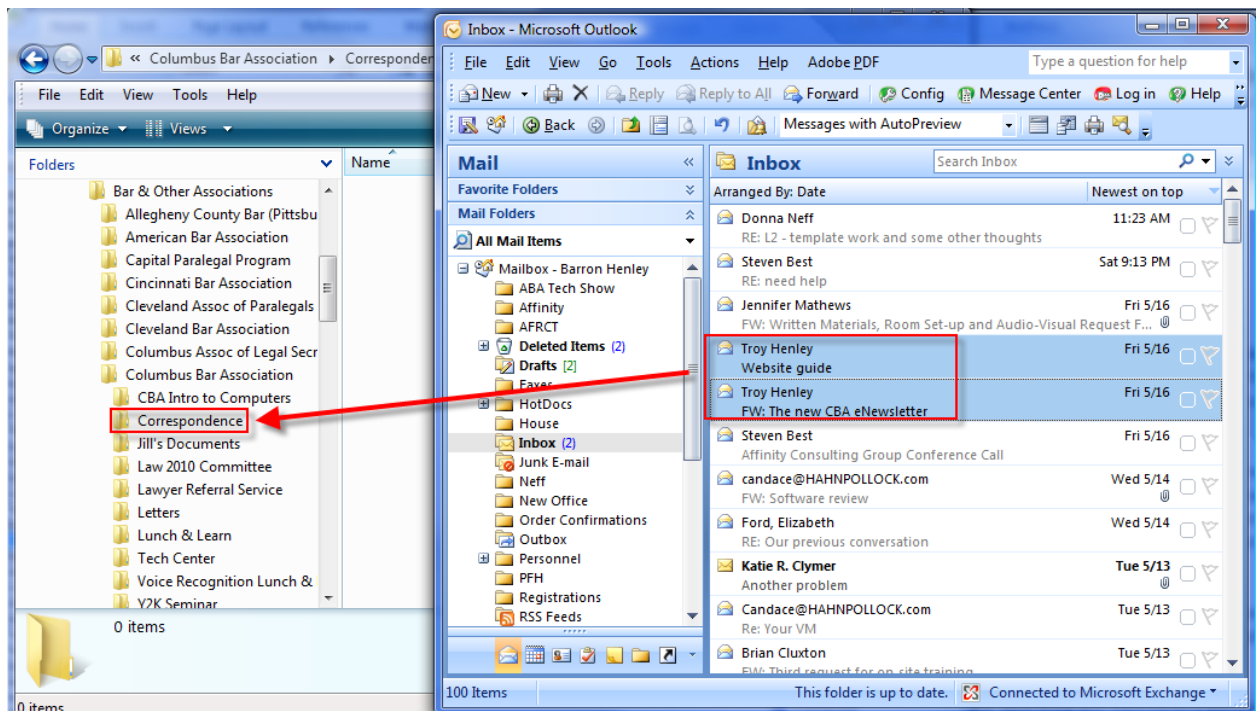 « Columbus Bar Association ▸ Corresponden
File Edit View Tools Help
Organize Views
Folders
Name
Bar & Other Associations
Allegheny County Bar (Pittsbu
American Bar Association
Capital Paralegal Program
Cincinnati Bar Association
Cleveland Assoc of Paralegals
Cleveland Bar Association
Columbus Assoc of Legal Secr
Columbus Bar Association
CBA Intro to Computers
Correspondence
Jill's Documents
Law 2010 Committee
Lawyer Referral Service
Letters
Lunch & Learn
Tech Center
Voice Recognition Lunch &
Y2K Seminar
0 items
0 items
Inbox - Microsoft Outlook
File Edit View Go Tools Actions Help Adobe PDF Type a question for help
New Reply Reply to All Forward Config Message Center Log in Help
Back Messages with AutoPreview
Mail «
Favorite Folders
Mail Folders
All Mail Items
Mailbox - Barron Henley
ABA Tech Show
Affinity
AFRCT
Deleted Items (2)
Drafts [2]
Faxes
HotDocs
House
Inbox (2)
Junk E-mail
Neff
New Office
Order Confirmations
Outbox
Personnel
PFH
Registrations
RSS Feeds
Inbox Search Inbox
Arranged By: Date Newest on top
Donna Neff 11:23 AM
RE: L2 - template work and some other thoughts
Steven Best Sat 9:13 PM
RE: need help
Jennifer Mathews Fri 5/16
FW: Written Materials, Room Set-up and Audio-Visual Request F...
Troy Henley Fri 5/16
Website guide
Troy Henley Fri 5/16
FW: The new CBA eNewsletter
Steven Best Fri 5/16
Affinity Consulting Group Conference Call
candace@HAHNPOLLOCK.com Wed 5/14
FW: Software review
Ford, Elizabeth Wed 5/14
RE: Our previous conversation
Katie R. Clymer Tue 5/13
Another problem
Candace@HAHNPOLLOCK.com Tue 5/13
Re: Your VM
Brian Cluxton Tue 5/13
FW: Third request for on-site training
100 Items This folder is up to date. Connected to Microsoft Exchange